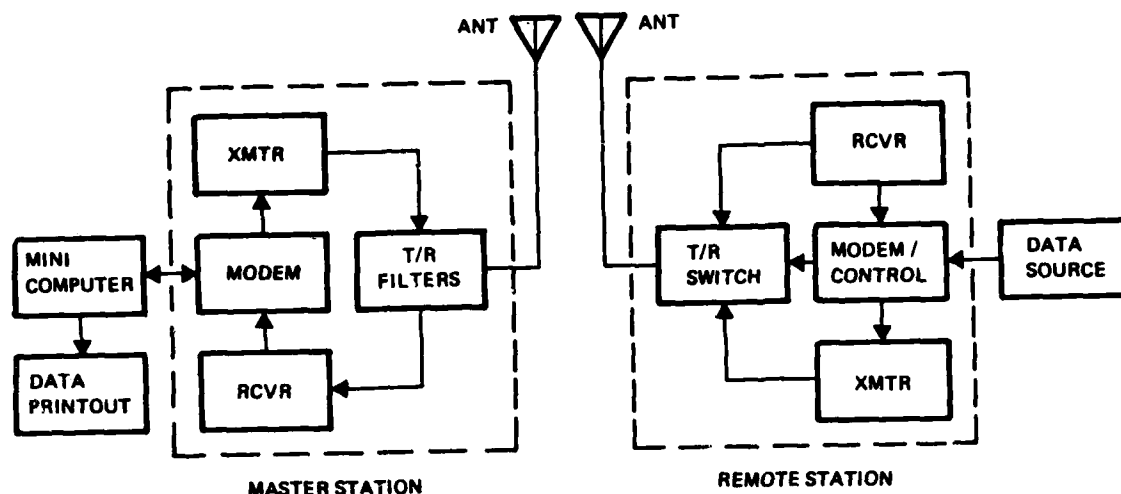 ANT
ANT
XMTR
RCVR
MINI
COMPUTER
MODEM
T/R
FILTERS
T/R
SWITCH
MODEM /
CONTROL
DATA
SOURCE
DATA
PRINTOUT
RCVR
XMTR
MASTER STATION
REMOTE STATION